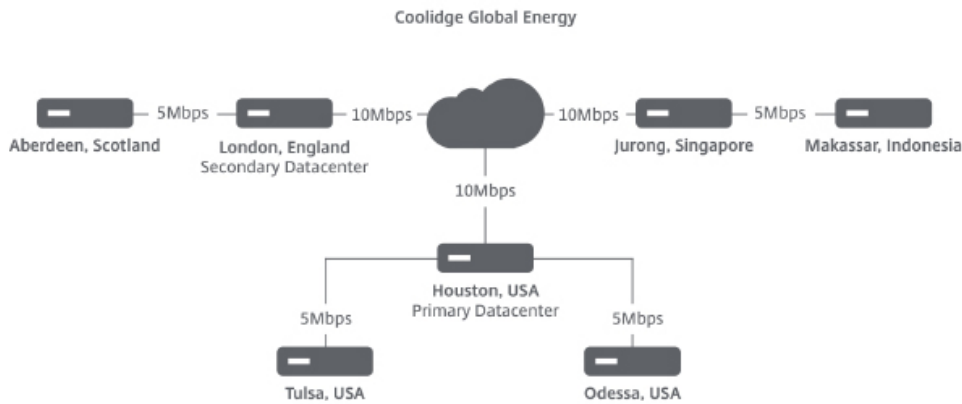 Coolidge Global Energy
5Mbps
10Mbps
10Mbps
5Mbps
Aberdeen, Scotland
London, England
Secondary Datacenter
Jurong, Singapore
Makassar, Indonesia
10Mbps
Houston, USA
Primary Datacenter
5Mbps
5Mbps
Tulsa, USA
Odessa, USA